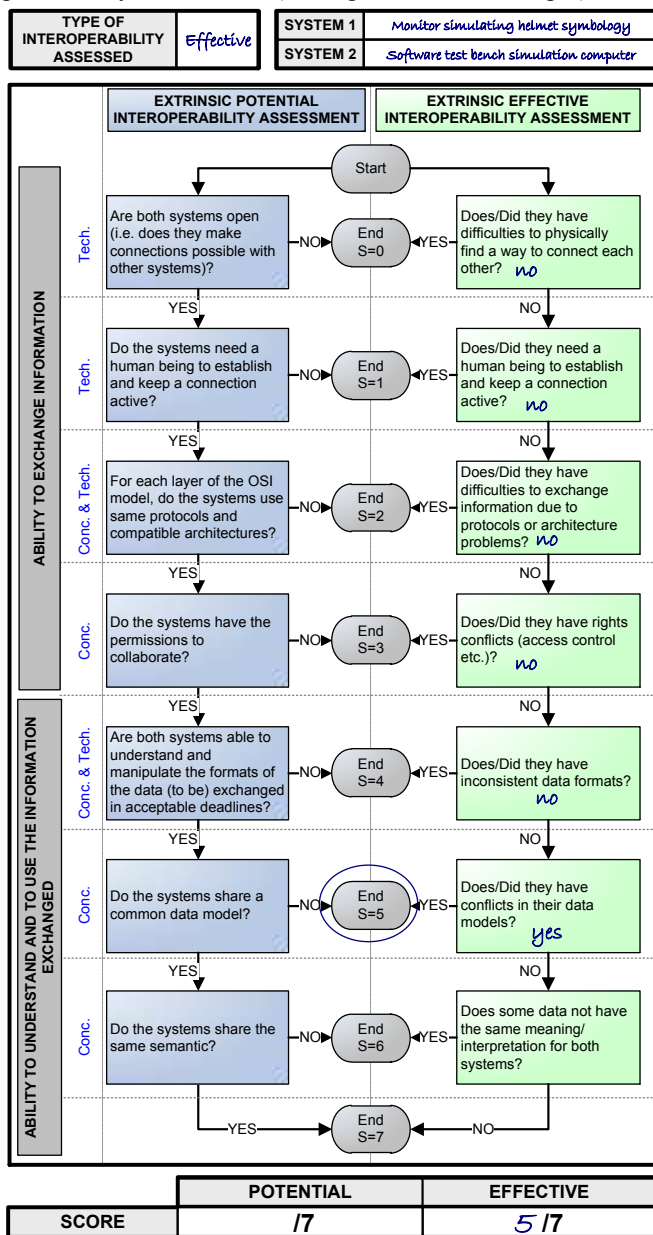 TYPE OF
INTEROPERABILITY
ASSESSED
Effective
SYSTEM 1
Monitor simulating helmet symbology
SYSTEM 2
Software test bench simulation computer
EXTRINSIC POTENTIAL
INTEROPERABILITY ASSESSMENT
EXTRINSIC EFFECTIVE
INTEROPERABILITY ASSESSMENT
Start
ABILITY TO EXCHANGE INFORMATION
Tech.
Are both systems open
(i.e. does they make
connections possible with
other systems)?
NO
End
S=0
YES
Does/Did they have
difficulties to physically
find a way to connect each
other? no
YES
NO
Tech.
Do the systems need a
human being to establish
and keep a connection
active?
NO
End
S=1
YES
Does/Did they need a
human being to establish
and keep a connection
active? no
YES
NO
Conc. & Tech.
For each layer of the OSI
model, do the systems use
same protocols and
compatible architectures?
NO
End
S=2
YES
Does/Did they have
difficulties to exchange
information due to
protocols or architecture
problems? no
YES
NO
Conc.
Do the systems have the
permissions to
collaborate?
NO
End
S=3
YES
Does/Did they have rights
conflicts (access control
etc.)?
no
YES
NO
ABILITY TO UNDERSTAND AND TO USE THE INFORMATION
EXCHANGED
Conc. & Tech.
Are both systems able to
understand and
manipulate the formats of
the data (to be) exchanged
in acceptable deadlines?
NO
End
S=4
YES
Does/Did they have
inconsistent data formats?
no
YES
NO
Conc.
Do the systems share a
common data model?
NO
End
S=5
YES
Does/Did they have
conflicts in their data
models?
yes
YES
NO
Conc.
Do the systems share the
same semantic?
NO
End
S=6
YES
Does some data not have
the same meaning/
interpretation for both
systems?
YES
End
S=7
NO
POTENTIAL
EFFECTIVE
SCORE
/7
5 /7